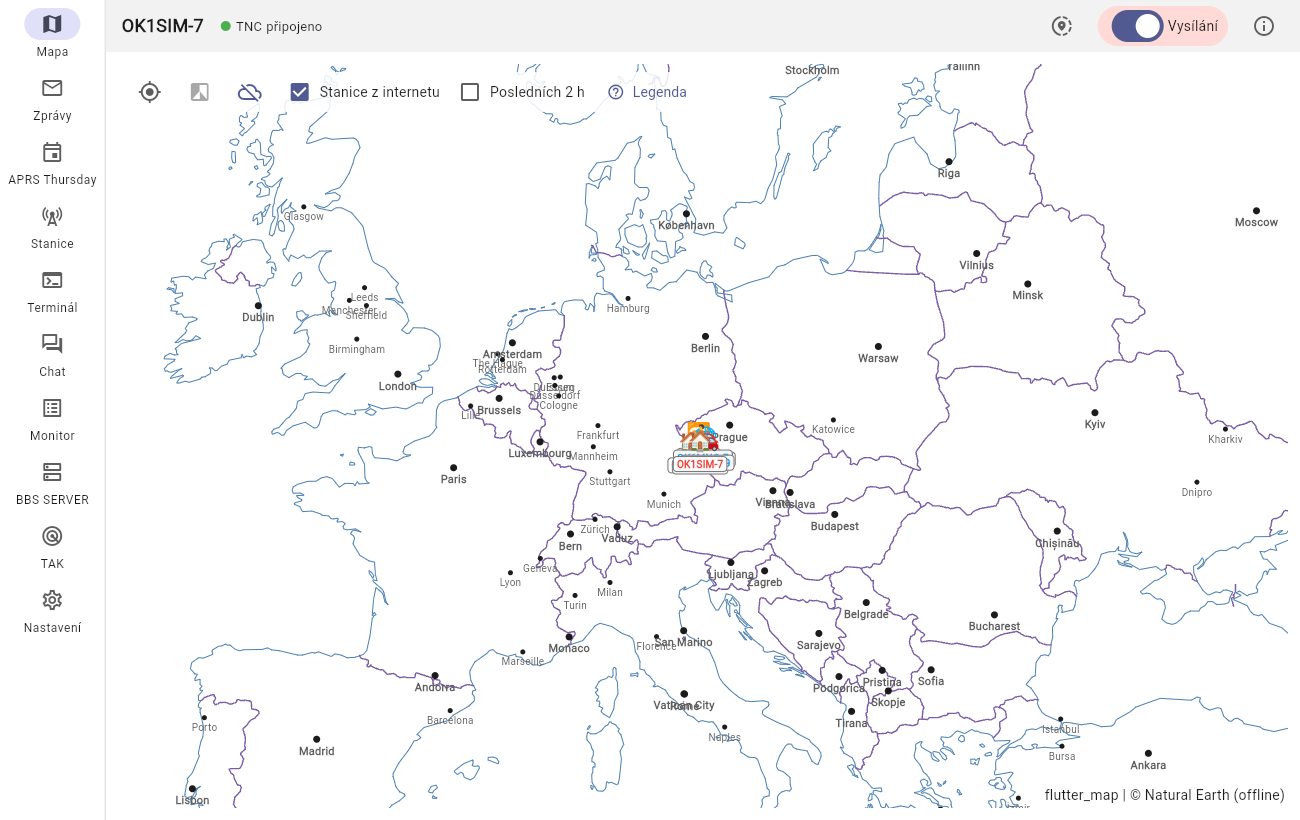 OK1SIM-7
TNC připojeno
Vysílání
Mapa
Zprávy
APRS Thursday
Stanice
Terminál
Chat
Monitor
BBS SERVER
TAK
Nastavení
Stanice z internetu
Posledních 2 h
Legenda
Stockholm
Tallinn
Riga
Moscow
Glasgow
København
Vilnius
Minsk
Leeds
Manchester
Sheffield
Dublin
Hamburg
Birmingham
Berlin
Amsterdam
Warsaw
The Hague
Rotterdam
London
Essen
Düsseldorf
Cologne
Brussels
Lille
Kyiv
Katowice
Frankfurt
Prague
Kharkiv
Luxembourg
Mannheim
OK1SIM-7
Paris
Stuttgart
Dnipro
Munich
Vienna
Bratislava
Budapest
Zürich
Vaduz
Bern
Chișinău
Geneva
Ljubljana
Zagreb
Lyon
Milan
Turin
Belgrade
Bucharest
Monaco
Florence
San Marino
Sarajevo
Marseille
Andorra
Podgorica
Pristina
Sofia
Skopje
Vatican City
Rome
Barcelona
Porto
Tirana
Istanbul
Naples
Madrid
Bursa
Ankara
Lisbon
flutter_map | © Natural Earth (offline)